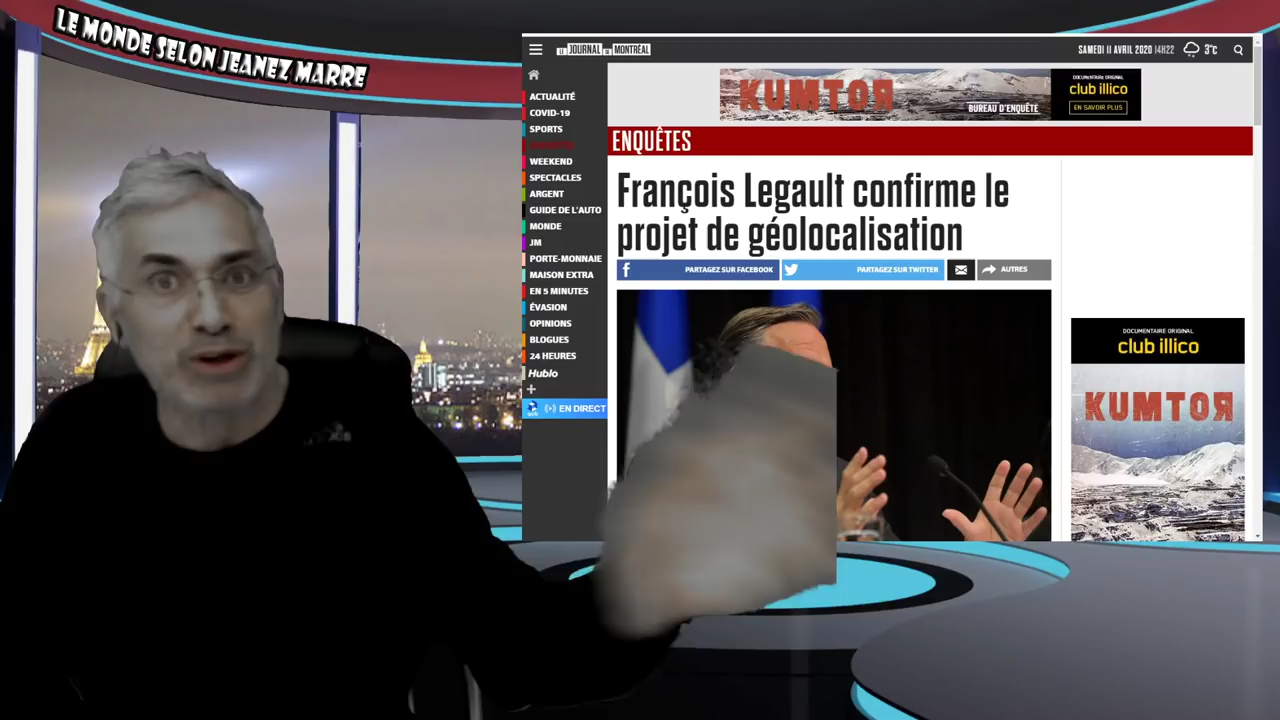 LE MONDE SELON JEANEZ MARRE
LE JOURNAL DE MONTRÉAL
SAMEDI 11 AVRIL 2020 14H22
3°C
ACTUALITÉ
COVID-19
SPORTS
WEEKEND
SPECTACLES
ARGENT
GUIDE DE L'AUTO
MONDE
JM
PORTE-MONNAIE
MAISON EXTRA
EN 5 MINUTES
ÉVASION
OPINIONS
BLOGUES
24 HEURES
Hublo
+
EN DIRECT
KUMTOR
BUREAU D'ENQUÊTE
DOCUMENTAIRE ORIGINAL
club illico
EN SAVOIR PLUS
ENQUÊTES
François Legault confirme le
projet de géolocalisation
PARTAGEZ SUR FACEBOOK
PARTAGEZ SUR TWITTER
AUTRES
DOCUMENTAIRE ORIGINAL
club illico
KUMTOR